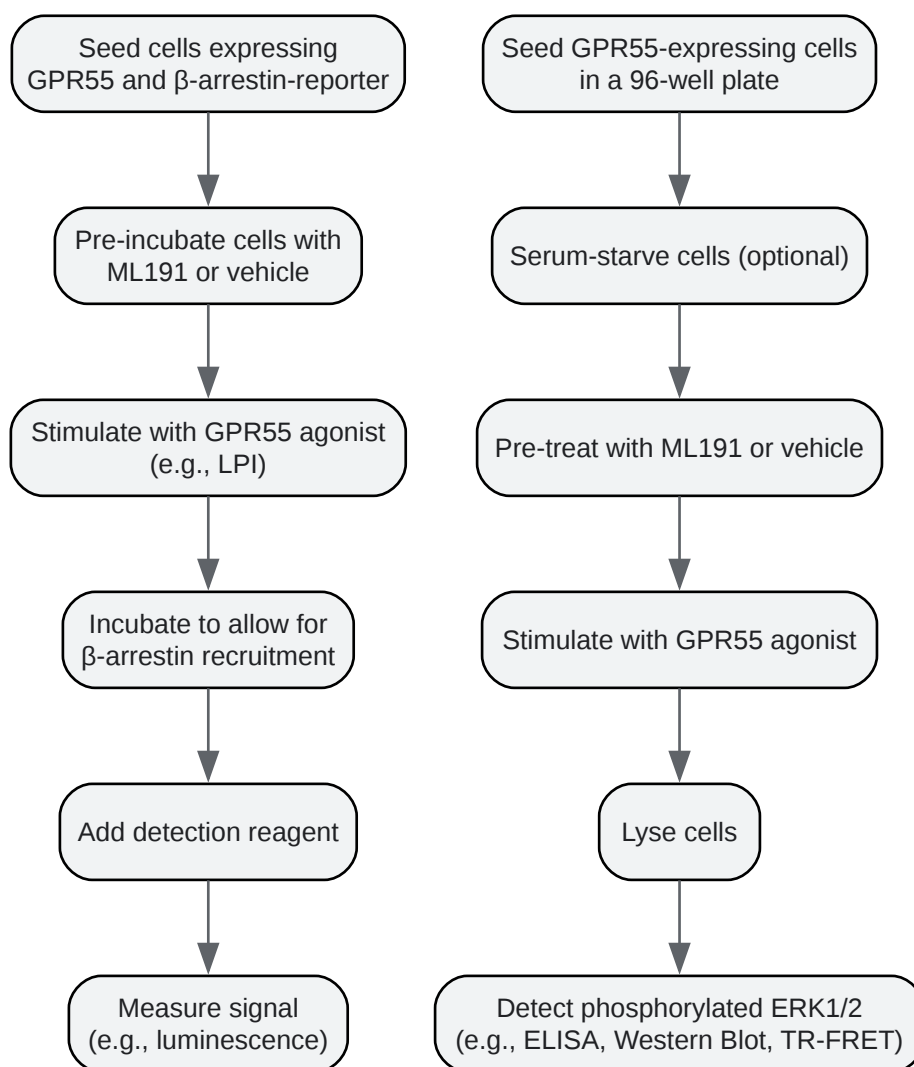 Seed cells expressing
GPR55 and β-arrestin-reporter
Pre-incubate cells with
ML191 or vehicle
Stimulate with GPR55 agonist
(e.g., LPI)
Incubate to allow for
β-arrestin recruitment
Add detection reagent
Measure signal
(e.g., luminescence)
Seed GPR55-expressing cells
in a 96-well plate
Serum-starve cells (optional)
Pre-treat with ML191 or vehicle
Stimulate with GPR55 agonist
Lyse cells
Detect phosphorylated ERK1/2
(e.g., ELISA, Western Blot, TR-FRET)